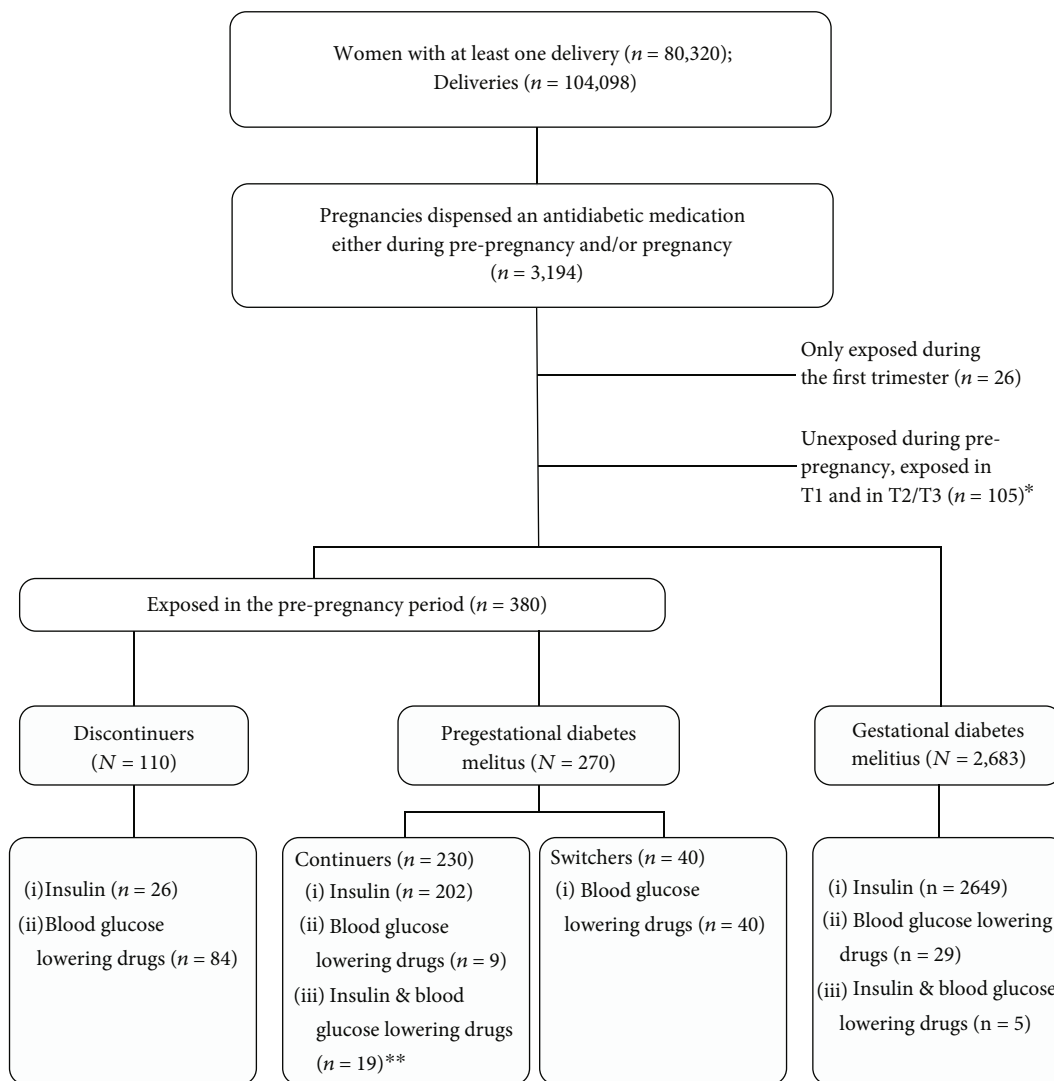 Women with at least one delivery (n = 80,320);
Deliveries (n = 104,098)
Pregnancies dispensed an antidiabetic medication
either during pre-pregnancy and/or pregnancy
(n = 3,194)
Only exposed during
the first trimester (n = 26)
Unexposed during pre-
pregnancy, exposed in
T1 and in T2/T3 (n = 105)*
Exposed in the pre-pregnancy period (n = 380)
Discontinuers
(N = 110)
Pregestational diabetes
melitus (N = 270)
Gestational diabetes
melitius (N = 2,683)
(i) Insulin (n = 26)
(ii) Blood glucose
lowering drugs (n = 84)
Continuers (n = 230)
(i) Insulin (n = 202)
(ii) Blood glucose
lowering drugs (n = 9)
(iii) Insulin & blood
glucose lowering drugs
(n = 19)**
Switchers (n = 40)
(i) Blood glucose
lowering drugs (n = 40)
(i) Insulin (n = 2649)
(ii) Blood glucose lowering
drugs (n = 29)
(iii) Insulin & blood glucose
lowering drugs (n = 5)